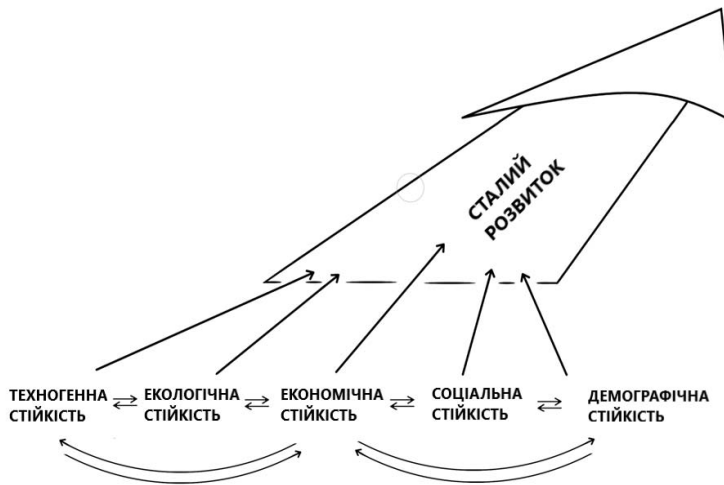 СТАЛИЙ
РОЗВИТОК
ТЕХНОГЕННА
СТІЙКІСТЬ
ЕКОЛОГІЧНА
СТІЙКІСТЬ
ЕКОНОМІЧНА
СТІЙКІСТЬ
СОЦІАЛЬНА
СТІЙКІСТЬ
ДЕМОГРАФІЧНА
СТІЙКІСТЬ